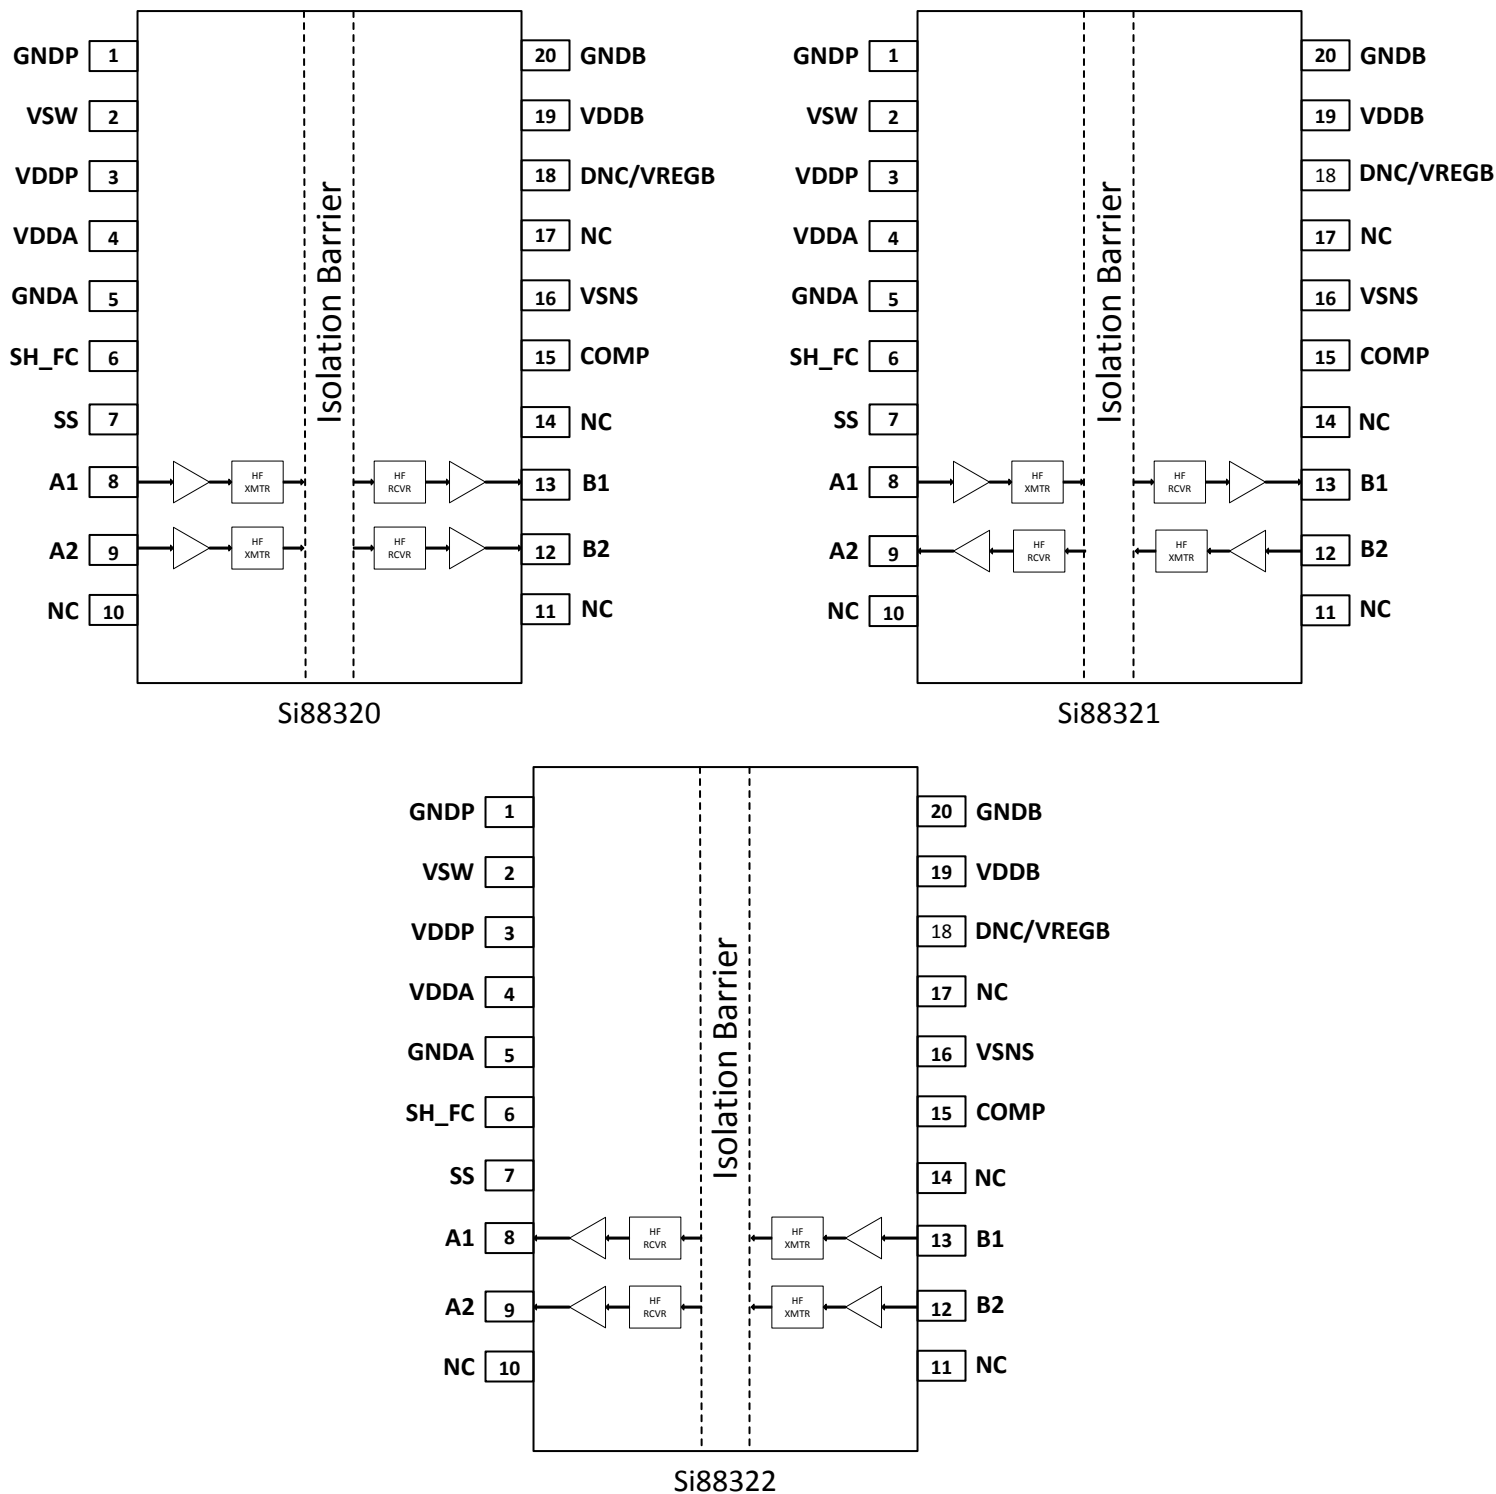 GNDP 1 20 GNDB
VSW 2 19 VDDB
VDDP 3 18 DNC/VREGB
VDDA 4 17 NC
GNDA 5 16 VSNS
SH_FC 6 15 COMP
SS 7 14 NC
A1 8 HF XMTR HF RCVR 13 B1
A2 9 HF XMTR HF RCVR 12 B2
NC 10 11 NC
Isolation Barrier
Si88320
GNDP 1 20 GNDB
VSW 2 19 VDDB
VDDP 3 18 DNC/VREGB
VDDA 4 17 NC
GNDA 5 16 VSNS
SH_FC 6 15 COMP
SS 7 14 NC
A1 8 HF XMTR HF RCVR 13 B1
A2 9 HF RCVR HF XMTR 12 B2
NC 10 11 NC
Isolation Barrier
Si88321
GNDP 1 20 GNDB
VSW 2 19 VDDB
VDDP 3 18 DNC/VREGB
VDDA 4 17 NC
GNDA 5 16 VSNS
SH_FC 6 15 COMP
SS 7 14 NC
A1 8 HF RCVR HF XMTR 13 B1
A2 9 HF RCVR HF XMTR 12 B2
NC 10 11 NC
Isolation Barrier
Si88322